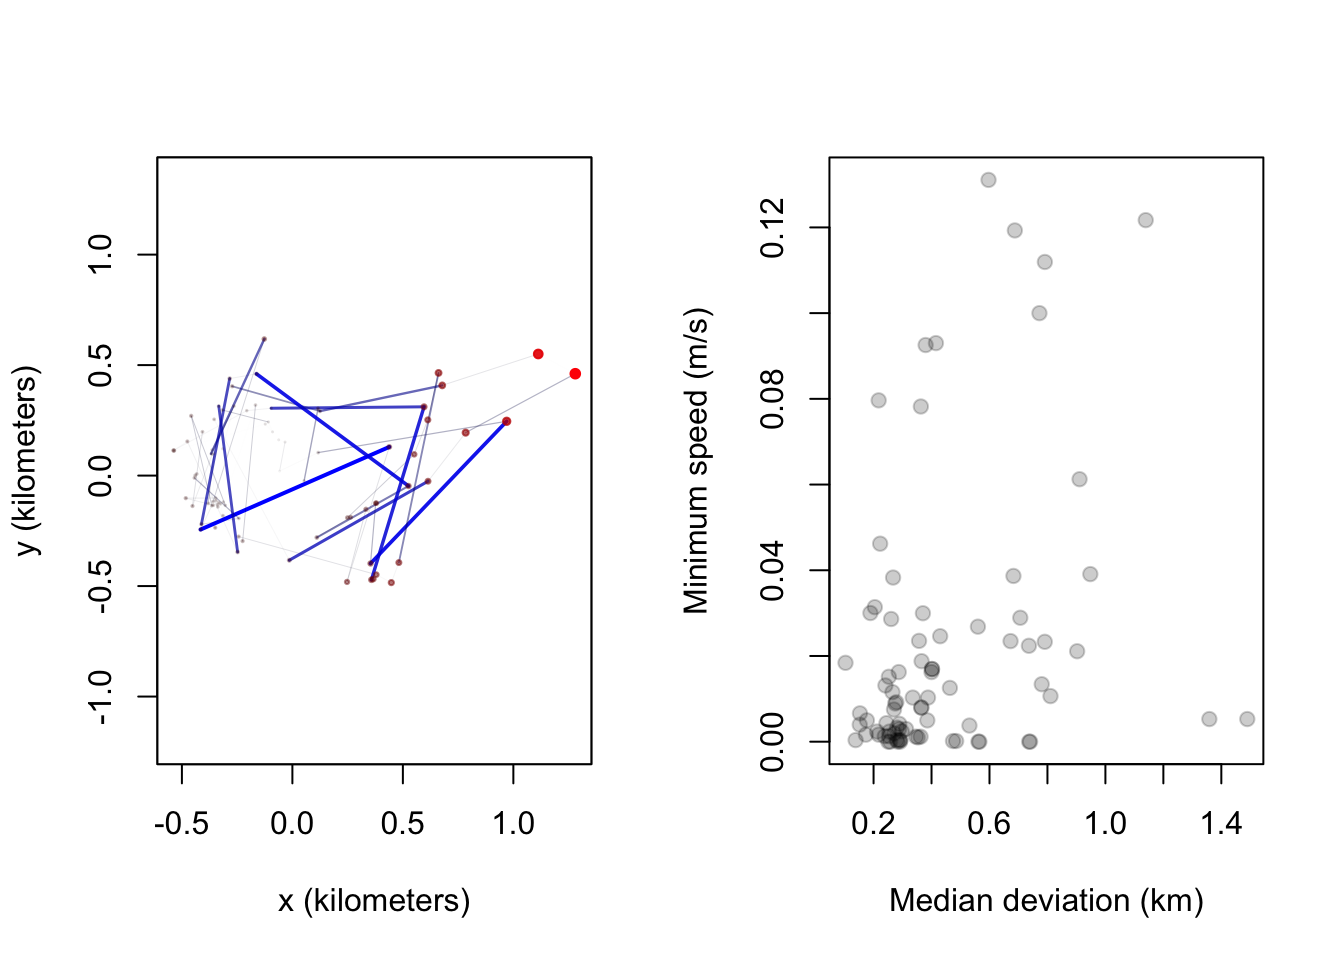 y (kilometers)
1.0
0.5
0.0
-0.5
-1.0
-0.5 0.0 0.5 1.0
x (kilometers)
Minimum speed (m/s)
0.12
0.08
0.04
0.00
0.2 0.6 1.0 1.4
Median deviation (km)